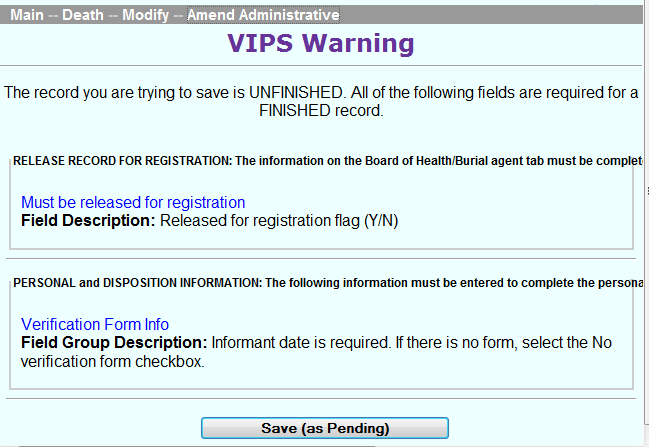 Main -- Death -- Modify -- Amend Administrative
VIPS Warning
The record you are trying to save is UNFINISHED. All of the following fields are required for a
FINISHED record.
RELEASE RECORD FOR REGISTRATION: The information on the Board of Health/Burial agent tab must be complet
Must be released for registration
Field Description: Released for registration flag (Y/N)
PERSONAL and DISPOSITION INFORMATION: The following information must be entered to complete the persona
Verification Form Info
Field Group Description: Informant date is required. If there is no form, select the No
verification form checkbox.
Save (as Pending)